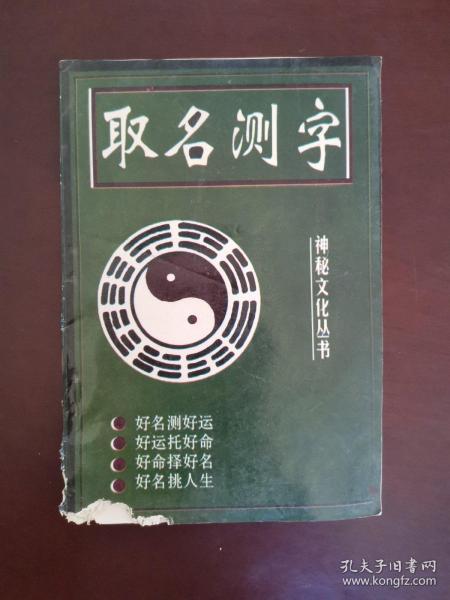 取名测字
神秘文化丛书
好名测好运
好运托好命
好命择好名
好名挑人生
孔夫子旧书网
www.kongfz.com